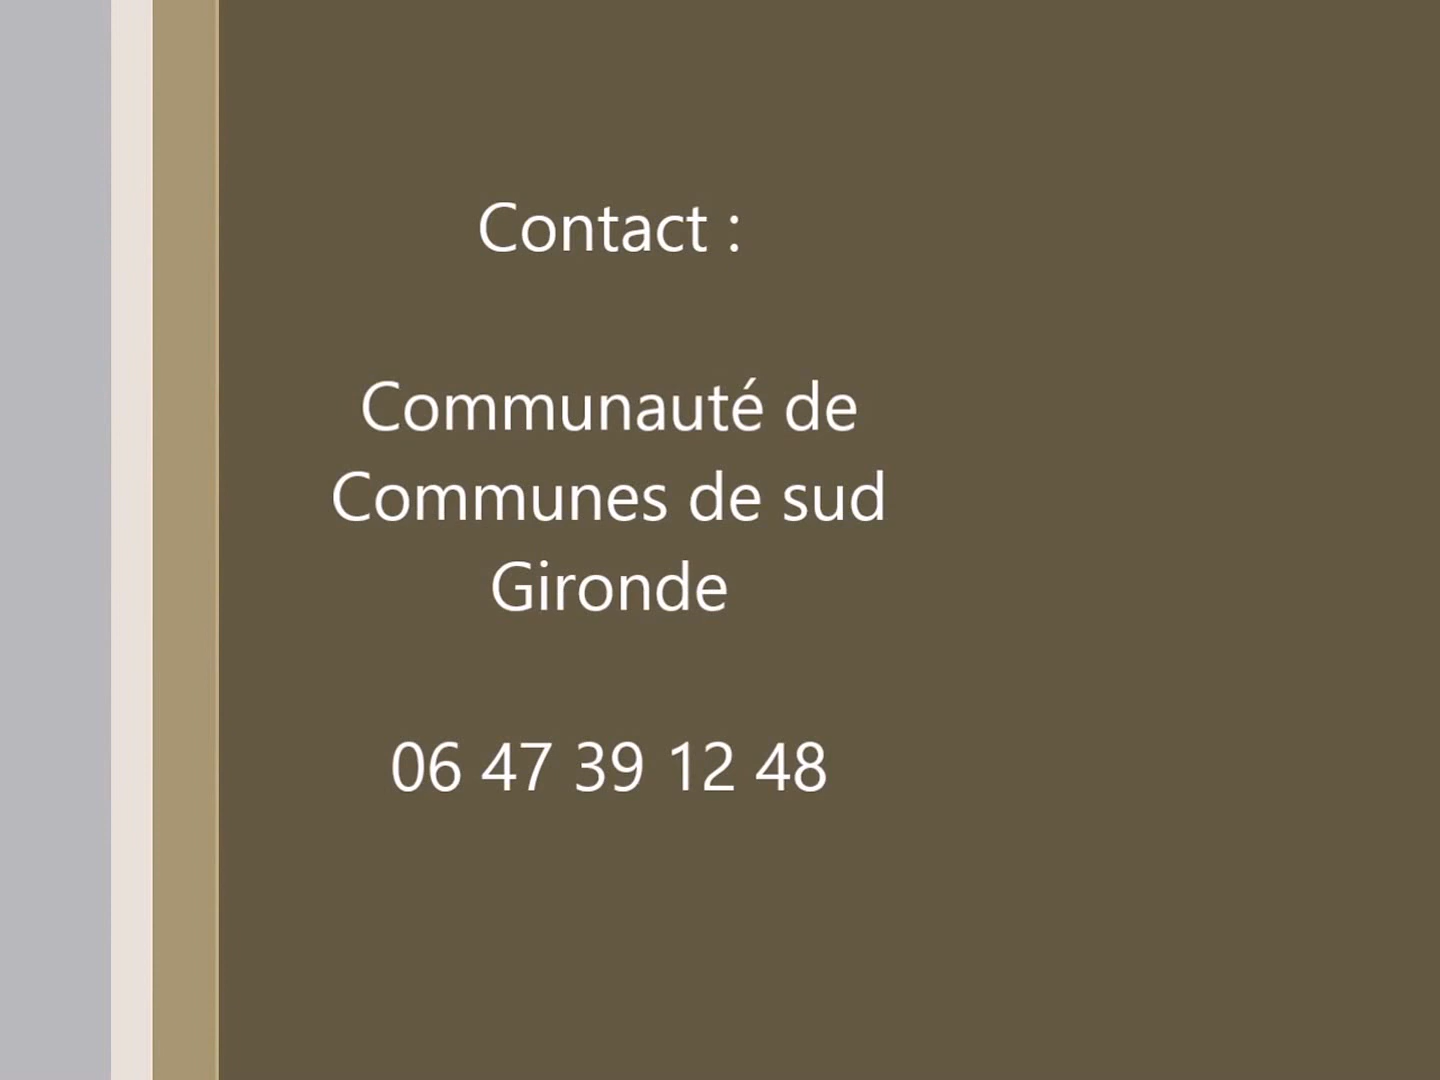 Contact :
Communauté de
Communes de sud
Gironde
06 47 39 12 48